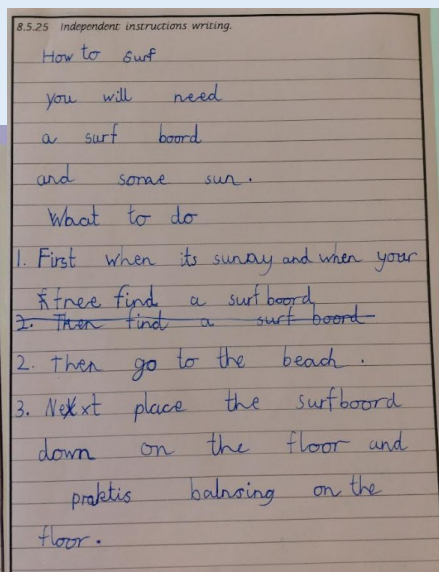 8.5.25 Independent instructions writing.
How to surf
you will need
a surf boord
and some sun.
What to do
1. First when its sunny and when your
free find a surf boord
2. Then find a surf boord
2. Then go to the beach.
3. Next place the surfboord
down on the floor and
praktis balnsing on the
floor.